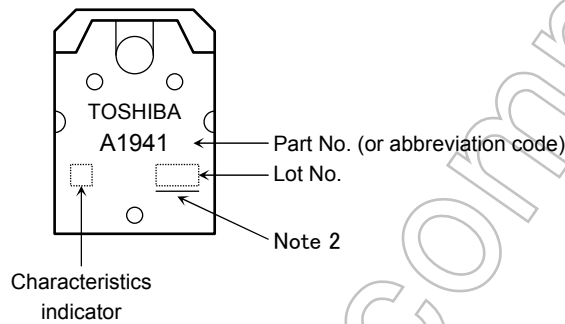 TOSHIBA
A1941
Part No. (or abbreviation code)
Lot No.
Note 2
Characteristics
indicator